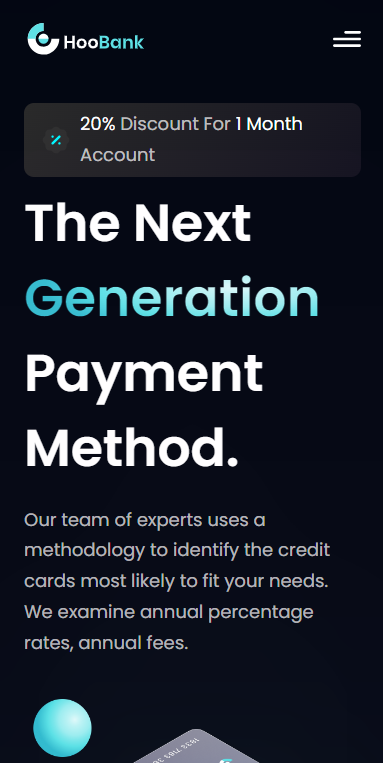 HooBank
20% Discount For 1 Month
Account
The Next
Generation
Payment
Method.
Our team of experts uses a
methodology to identify the credit
cards most likely to fit your needs.
We examine annual percentage
rates, annual fees.